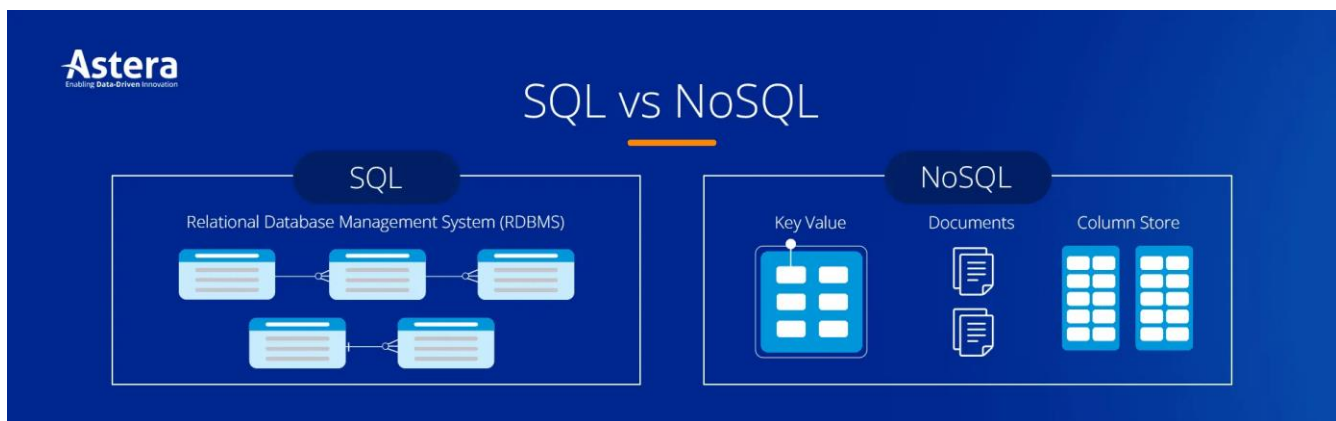 Astera
Enabling Data-Driven Innovation
SQL vs NoSQL
SQL
Relational Database Management System (RDBMS)
NoSQL
Key Value
Documents
Column Store